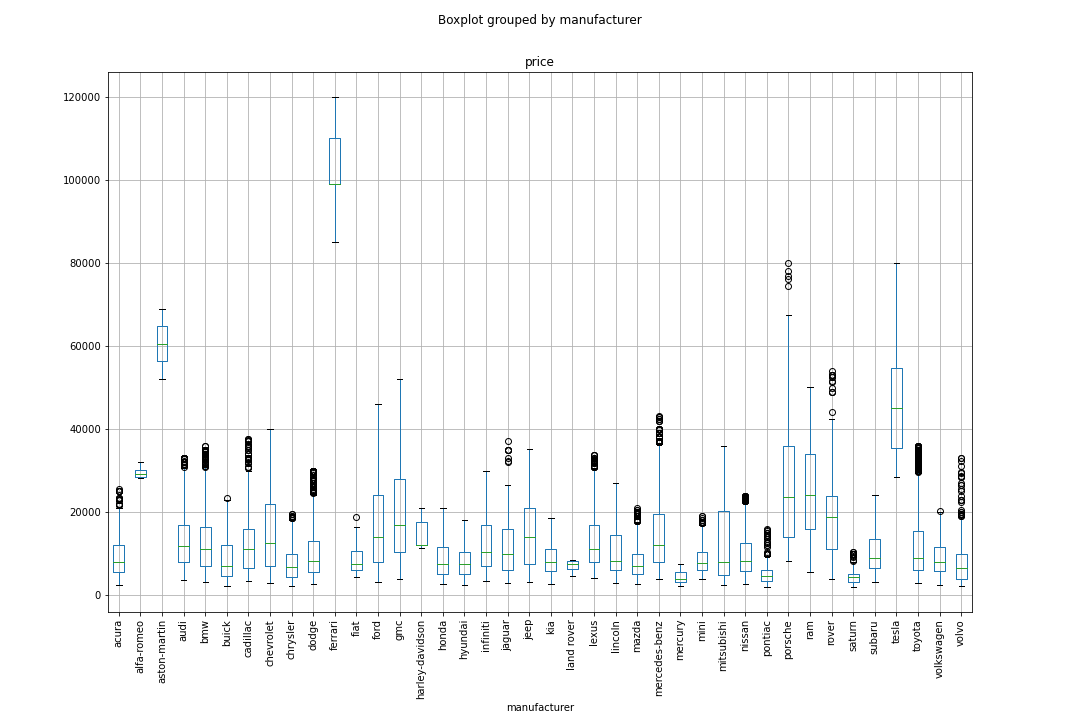 Boxplot grouped by manufacturer
price
120000
100000
80000
60000
40000
20000
0
acura
alfa-romeo
aston-martin
audi
bmw
buick
cadillac
chevrolet
chrysler
dodge
ferrari
fiat
ford
gmc
harley-davidson
honda
hyundai
infiniti
jaguar
jeep
kia
land rover
lexus
lincoln
mazda
mercedes-benz
mercury
mini
mitsubishi
nissan
pontiac
porsche
ram
rover
saturn
subaru
tesla
toyota
volkswagen
volvo
manufacturer